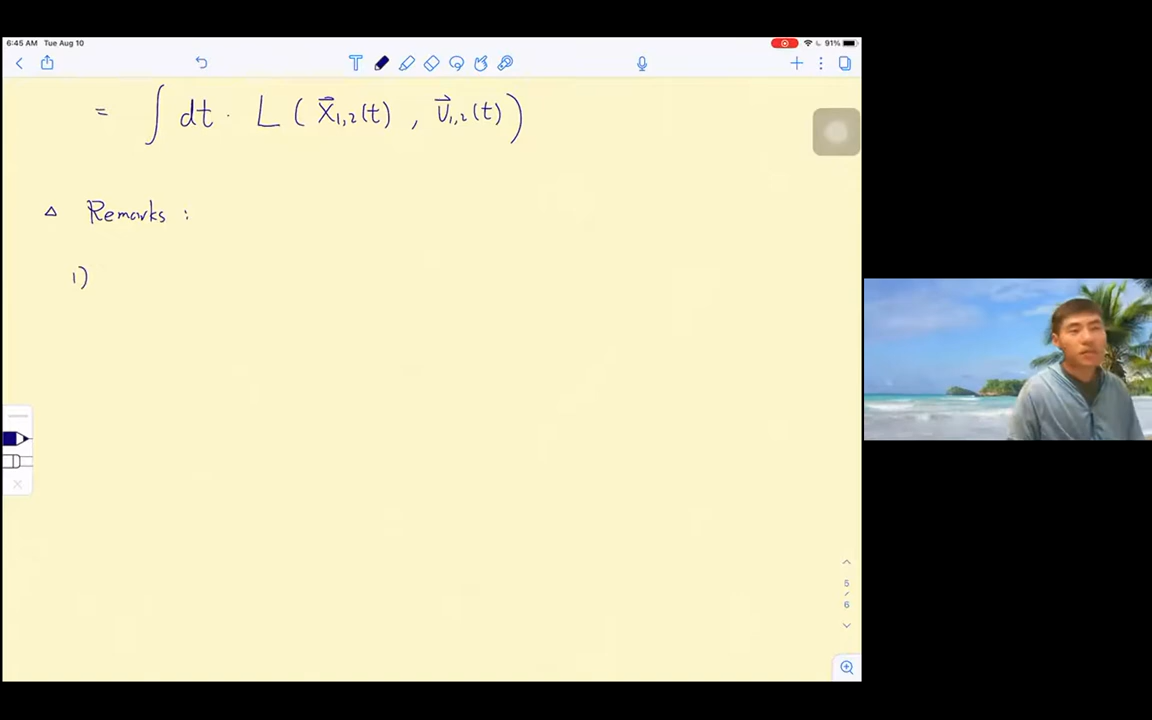 6:45 AM Tue Aug 10
91%
= ∫ dt · L ( x⃗₁,₂(t) , v⃗₁,₂(t) )
△ Remarks :
1)
5
/
6